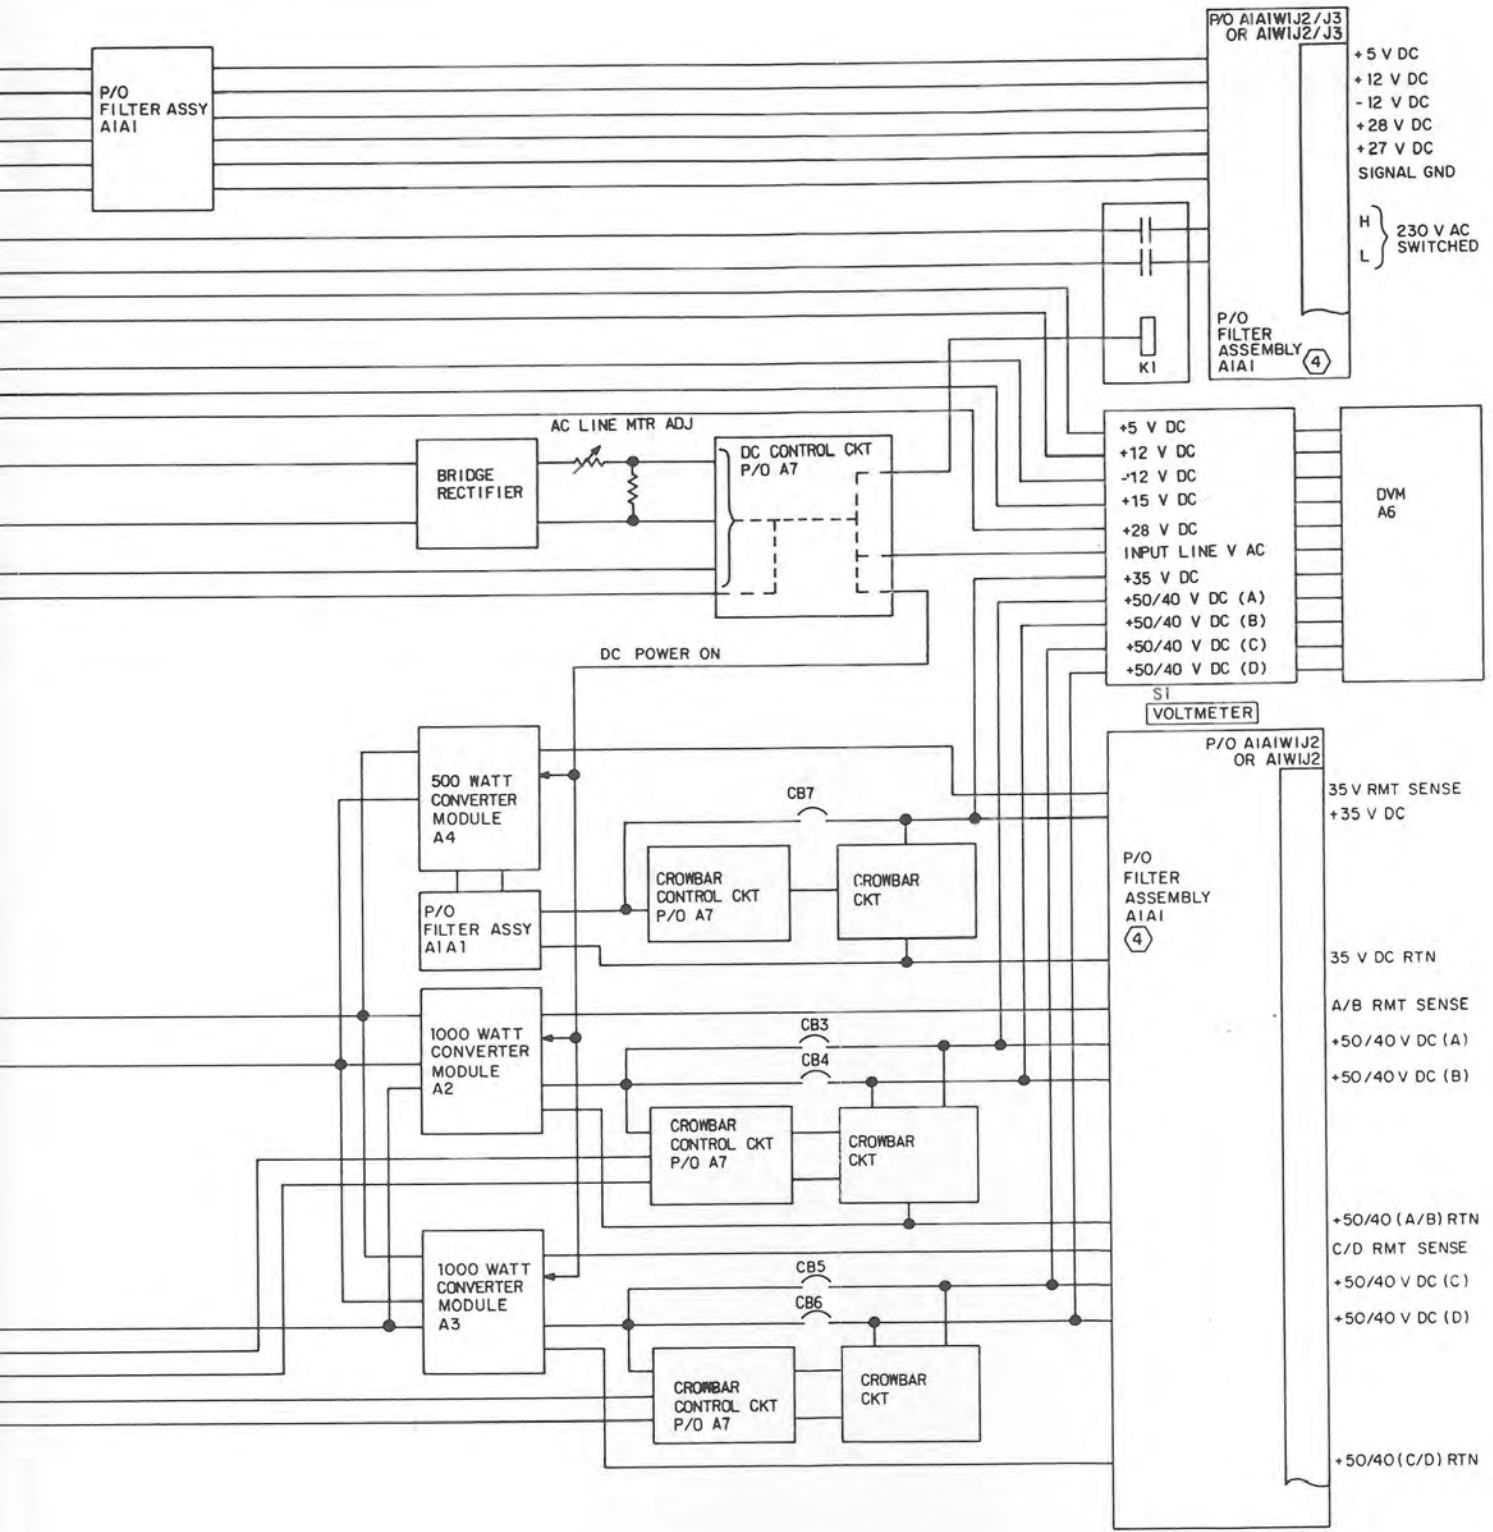 P/O A1A1W1J2/J3
OR A1W1J2/J3
+5 V DC
+12 V DC
-12 V DC
+28 V DC
+27 V DC
SIGNAL GND
H
L
230 V AC
SWITCHED
P/O
FILTER ASSY
A1A1
P/O
FILTER
ASSEMBLY
A1A1
4
K1
AC LINE MTR ADJ
BRIDGE
RECTIFIER
DC CONTROL CKT
P/O A7
+5 V DC
+12 V DC
-12 V DC
+15 V DC
+28 V DC
INPUT LINE V AC
+35 V DC
+50/40 V DC (A)
+50/40 V DC (B)
+50/40 V DC (C)
+50/40 V DC (D)
DVM
A6
S1
VOLTMETER
DC POWER ON
P/O A1A1W1J2
OR A1W1J2
500 WATT
CONVERTER
MODULE
A4
CB7
CROWBAR
CONTROL CKT
P/O A7
CROWBAR
CKT
P/O
FILTER ASSY
A1A1
P/O
FILTER
ASSEMBLY
A1A1
4
35V RMT SENSE
+35 V DC
35 V DC RTN
A/B RMT SENSE
+50/40 V DC (A)
+50/40 V DC (B)
+50/40 (A/B) RTN
C/D RMT SENSE
+50/40 V DC (C)
+50/40 V DC (D)
+50/40 (C/D) RTN
1000 WATT
CONVERTER
MODULE
A2
CB3
CB4
CROWBAR
CONTROL CKT
P/O A7
CROWBAR
CKT
1000 WATT
CONVERTER
MODULE
A3
CB5
CB6
CROWBAR
CONTROL CKT
P/O A7
CROWBAR
CKT